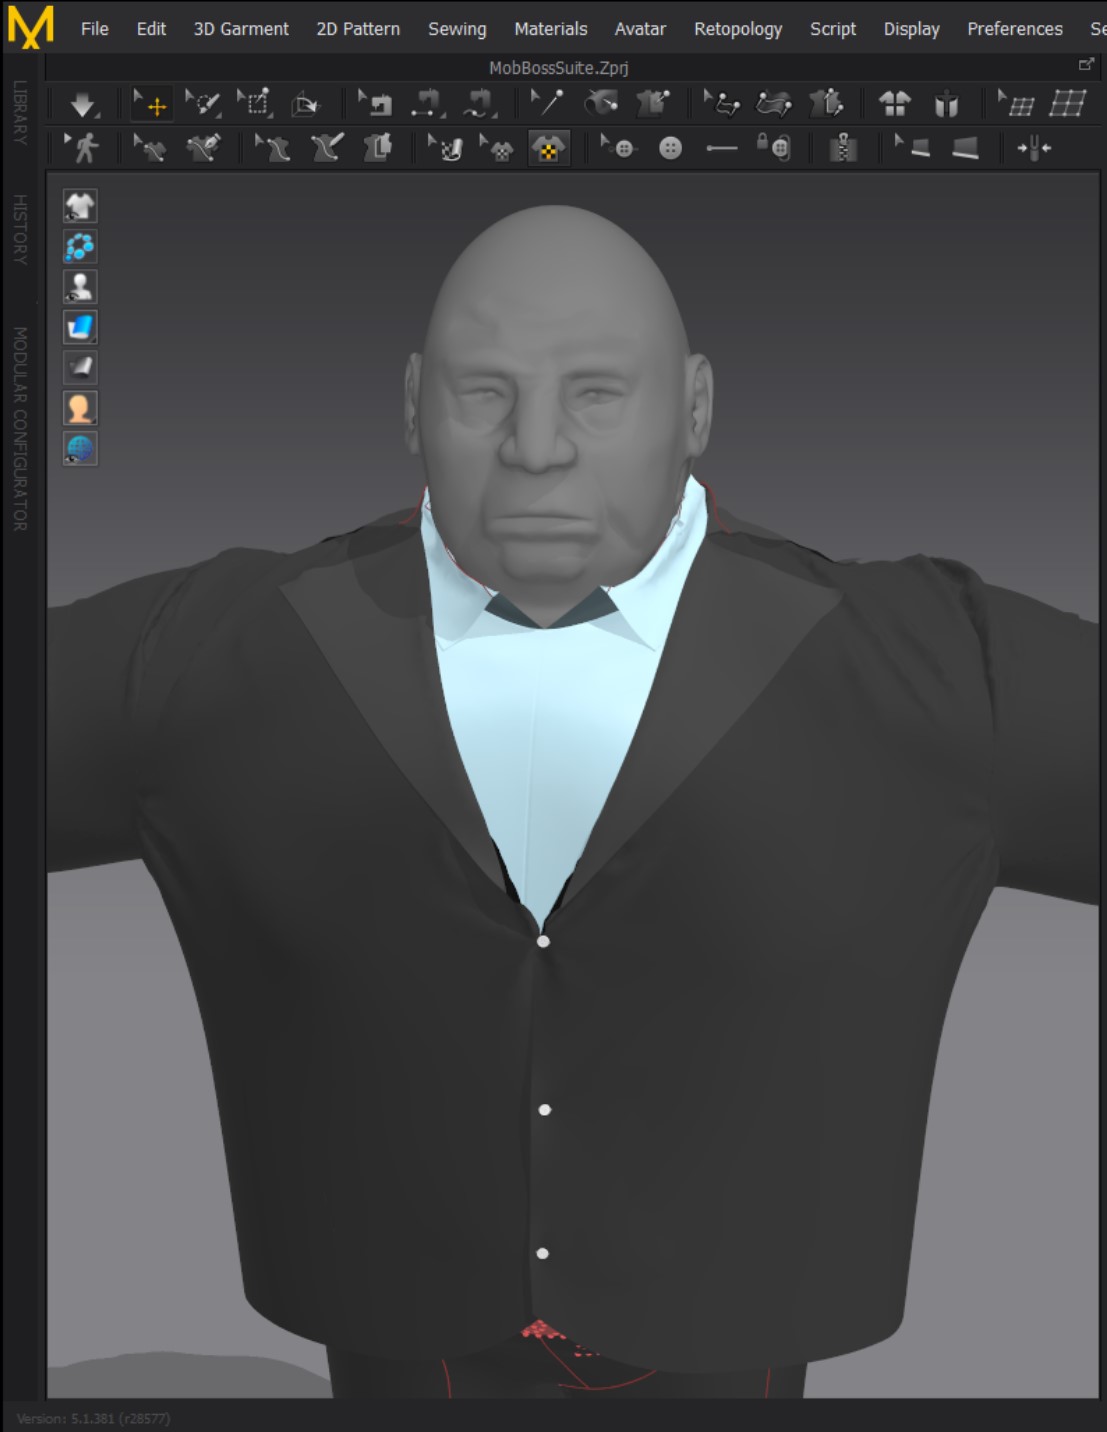 File Edit 3D Garment 2D Pattern Sewing Materials Avatar Retopology Script Display Preferences Se
MobBossSuite.Zprj
LIBRARY
HISTORY
MODULAR CONFIGURATOR
Version: 5.1.381 (r28577)